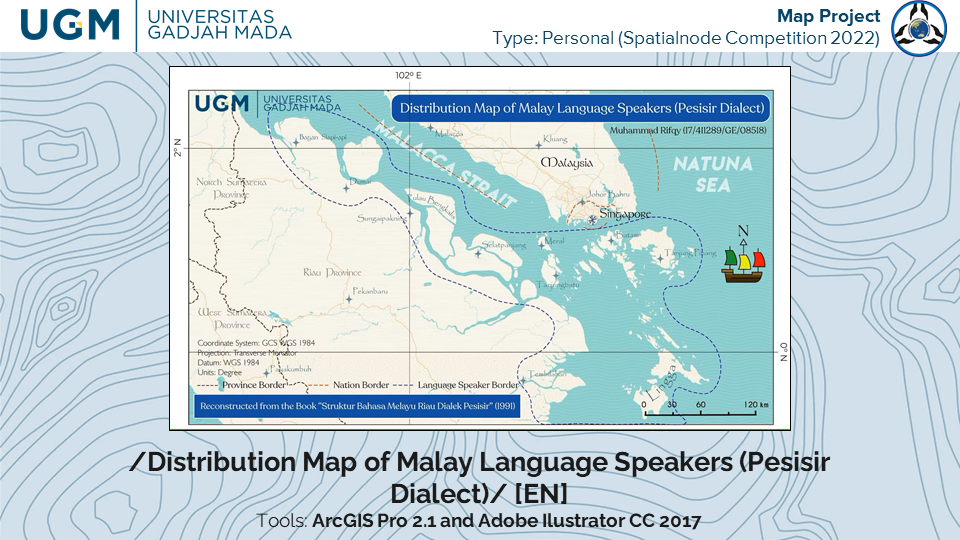 UGM
UNIVERSITAS
GADJAH MADA
Map Project
Type: Personal (Spatialnode Competition 2022)
102° E
UGM
UNIVERSITAS
GADJAH MADA
Distribution Map of Malay Language Speakers (Pesisir Dialect)
Muhammad Rifqy (17/411289/GE/08518)
2° N
Bagan Siapi-api
MALACCA STRAIT
Malacca
Kluang
Malaysia
NATUNA
SEA
North Sumatera
Province
Dumai
Johor Bahru
Singapore
Sungaipakning
Selatpanjang
Meral
Batam
Tanjung Pinang
N
Tanjungbatu
Riau Province
Pekanbaru
West Sumatera
Province
Coordinate System: GCS WGS 1984
Projection: Transverse Mercator
Datum: WGS 1984
Units: Degree
Payakumbuh
Tembilahan
Lingga
0° N
Province Border
Nation Border
Language Speaker Border
0 30 60 120 km
Reconstructed from the Book "Struktur Bahasa Melayu Riau Dialek Pesisir" (1991)
/Distribution Map of Malay Language Speakers (Pesisir
Dialect)/ [EN]
Tools: ArcGIS Pro 2.1 and Adobe Ilustrator CC 2017